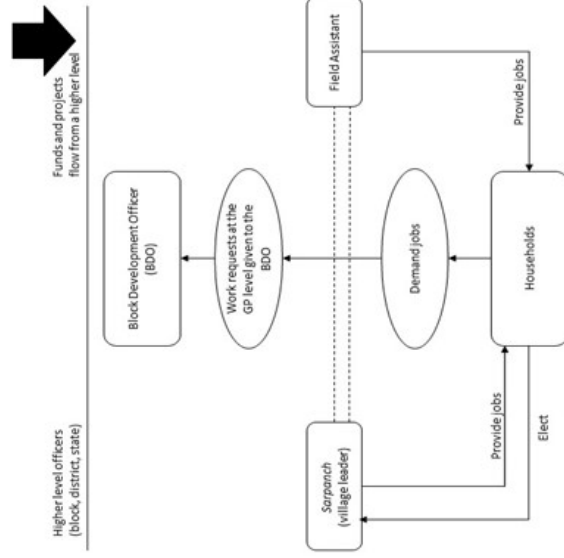 Higher level officers
(block, district, state)
Funds and projects
flow from a higher level
Block Development Officer
(BDO)
Work requests at the
GP level given to the
BDO
Sarpanch
(village leader)
Field Assistant
Demand jobs
Provide jobs
Provide jobs
Elect
Households